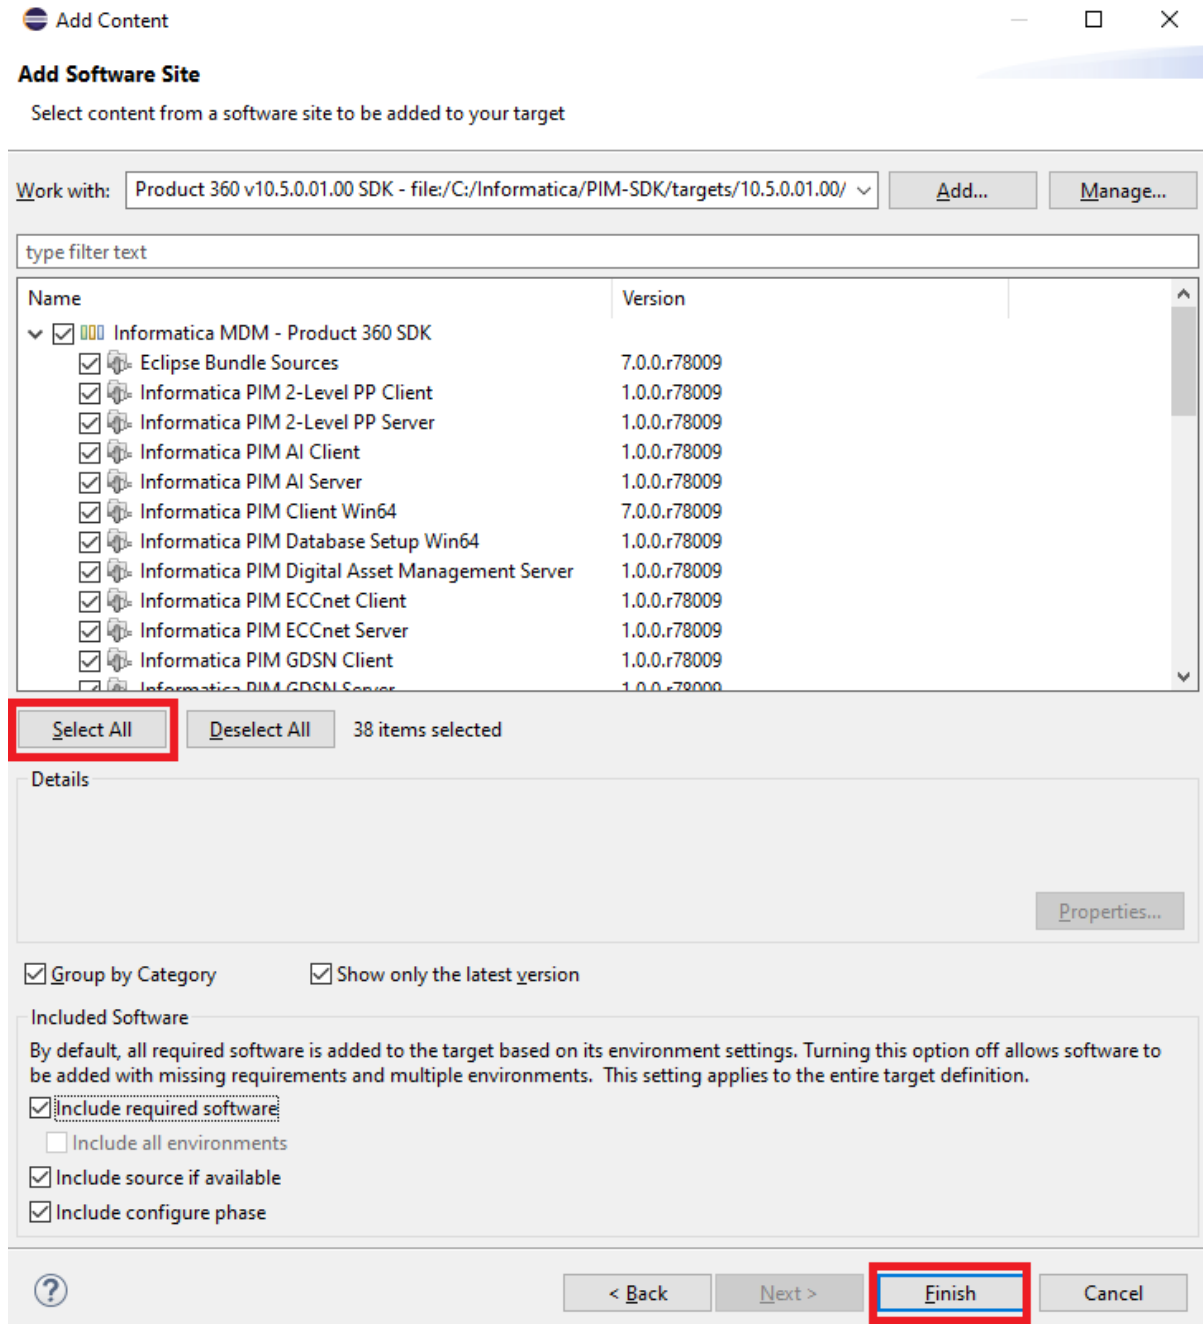 Add Content
Add Software Site
Select content from a software site to be added to your target
Work with: Product 360 v10.5.0.01.00 SDK - file:/C:/Informatica/PIM-SDK/targets/10.5.0.01.00/ Add... Manage...
type filter text
Name Version
Informatica MDM - Product 360 SDK
Eclipse Bundle Sources 7.0.0.r78009
Informatica PIM 2-Level PP Client 1.0.0.r78009
Informatica PIM 2-Level PP Server 1.0.0.r78009
Informatica PIM AI Client 1.0.0.r78009
Informatica PIM AI Server 1.0.0.r78009
Informatica PIM Client Win64 7.0.0.r78009
Informatica PIM Database Setup Win64 1.0.0.r78009
Informatica PIM Digital Asset Management Server 1.0.0.r78009
Informatica PIM ECCnet Client 1.0.0.r78009
Informatica PIM ECCnet Server 1.0.0.r78009
Informatica PIM GDSN Client 1.0.0.r78009
Informatica PIM GDSN Server 1.0.0.r78009
Select All Deselect All 38 items selected
Details
Properties...
Group by Category Show only the latest version
Included Software
By default, all required software is added to the target based on its environment settings. Turning this option off allows software to
be added with missing requirements and multiple environments. This setting applies to the entire target definition.
Include required software
Include all environments
Include source if available
Include configure phase
? < Back Next > Finish Cancel